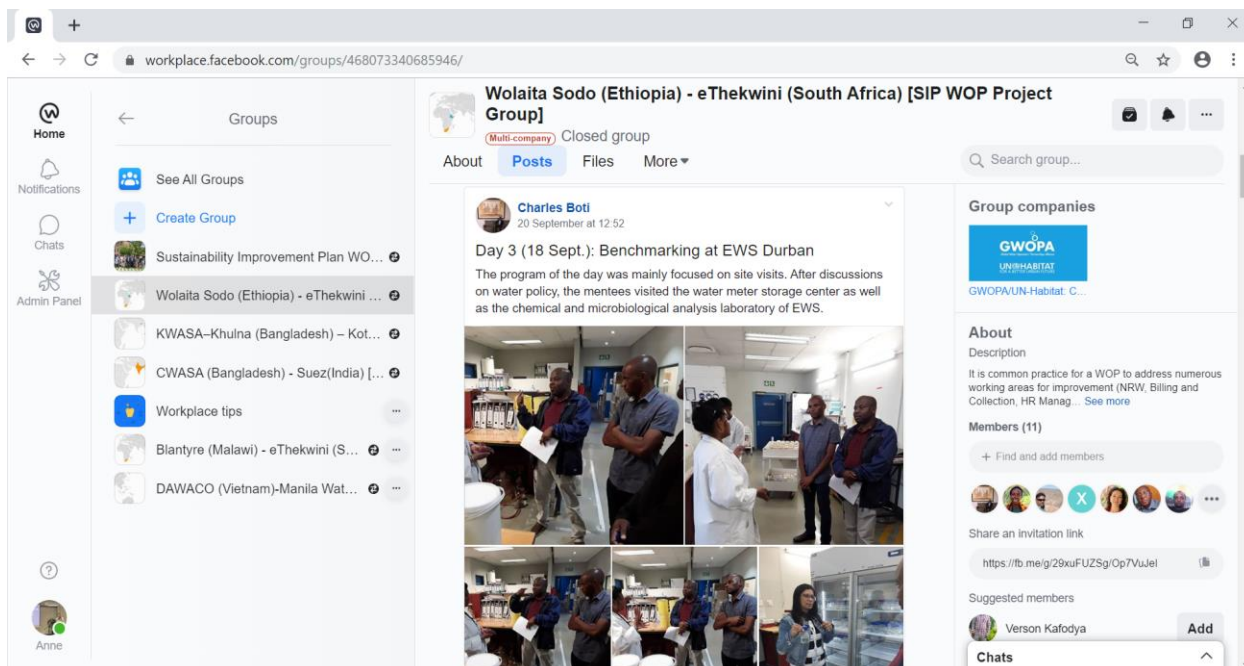 workplace.facebook.com/groups/468073340685946/
Home
Notifications
Chats
Admin Panel
Anne
Groups
See All Groups
Create Group
Sustainability Improvement Plan WO...
Wolaita Sodo (Ethiopia) - eThekwini ...
KWASA–Khulna (Bangladesh) – Kot...
CWASA (Bangladesh) - Suez(India) [...
Workplace tips
Blantyre (Malawi) - eThekwini (S...
DAWACO (Vietnam)-Manila Wat...
Wolaita Sodo (Ethiopia) - eThekwini (South Africa) [SIP WOP Project
Group]
Multi-company Closed group
About Posts Files More
Search group...
Charles Boti
20 September at 12:52
Day 3 (18 Sept.): Benchmarking at EWS Durban
The program of the day was mainly focused on site visits. After discussions
on water policy, the mentees visited the water meter storage center as well
as the chemical and microbiological analysis laboratory of EWS.
Group companies
GWOPA
UN HABITAT
GWOPA/UN-Habitat: C...
About
Description
It is common practice for a WOP to address numerous
working areas for improvement (NRW, Billing and
Collection, HR Manag... See more
Members (11)
+ Find and add members
X
Share an invitation link
https://fb.me/g/29xuFUZSg/Op7VuJel
Suggested members
Verson Kafodya
Add
Chats